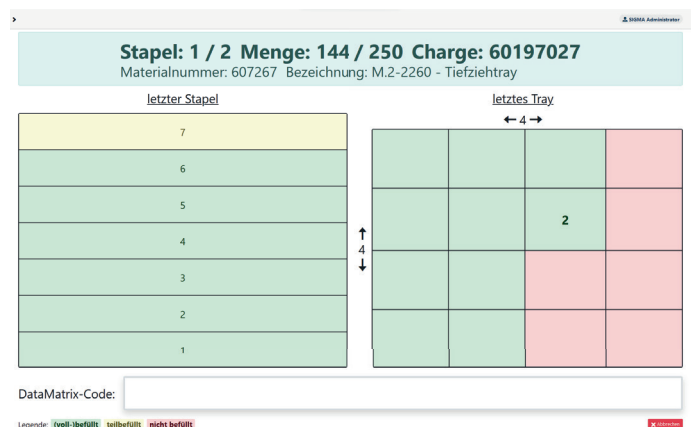 SIGMA Administrator
Stapel: 1 / 2 Menge: 144 / 250 Charge: 60197027
Materialnummer: 607267 Bezeichnung: M.2-2260 - Tiefziehtray
letzter Stapel
7
6
5
4
3
2
1
letztes Tray
←4→
↑
4
↓
2
DataMatrix-Code:
Legende: (voll-)befüllt teilbefüllt nicht befüllt
Abbrechen